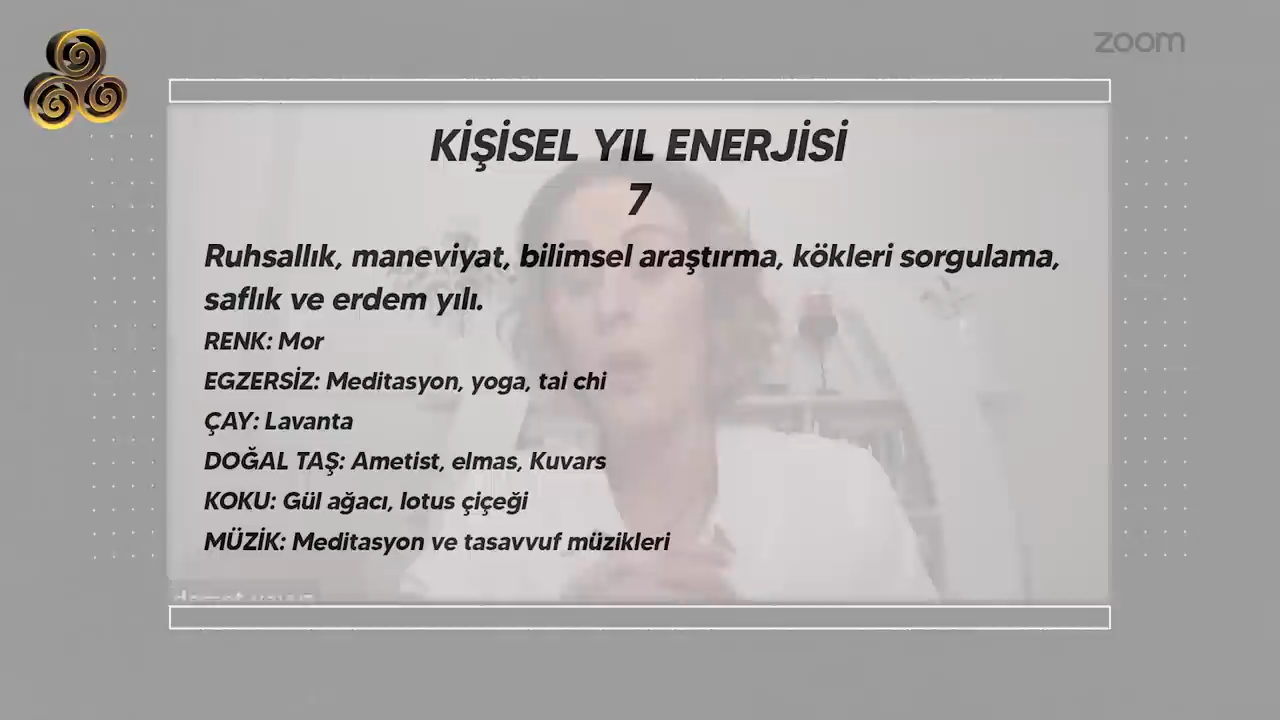 zoom
KİŞİSEL YIL ENERJİSİ
7
Ruhsallık, maneviyat, bilimsel araştırma, kökleri sorgulama,
saflık ve erdem yılı.
RENK: Mor
EGZERSİZ: Meditasyon, yoga, tai chi
ÇAY: Lavanta
DOĞAL TAŞ: Ametist, elmas, Kuvars
KOKU: Gül ağacı, lotus çiçeği
MÜZİK: Meditasyon ve tasavvuf müzikleri